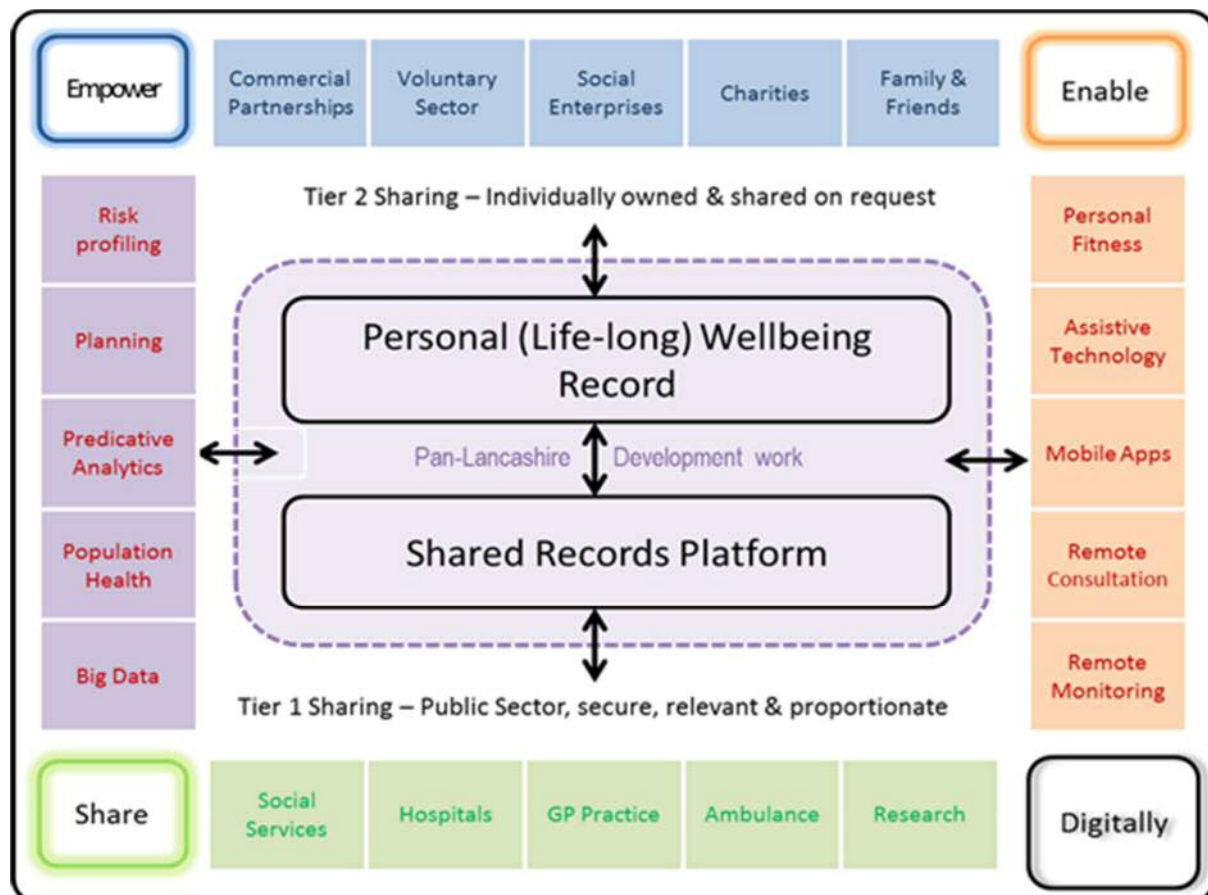 Empower
Commercial
Partnerships
Voluntary
Sector
Social
Enterprises
Charities
Family &
Friends
Enable
Tier 2 Sharing – Individually owned & shared on request
Risk
profiling
Planning
Predicative
Analytics
Population
Health
Big Data
Personal (Life-long) Wellbeing
Record
Pan-Lancashire Development work
Shared Records Platform
Personal
Fitness
Assistive
Technology
Mobile Apps
Remote
Consultation
Remote
Monitoring
Tier 1 Sharing – Public Sector, secure, relevant & proportionate
Share
Social
Services
Hospitals
GP Practice
Ambulance
Research
Digitally